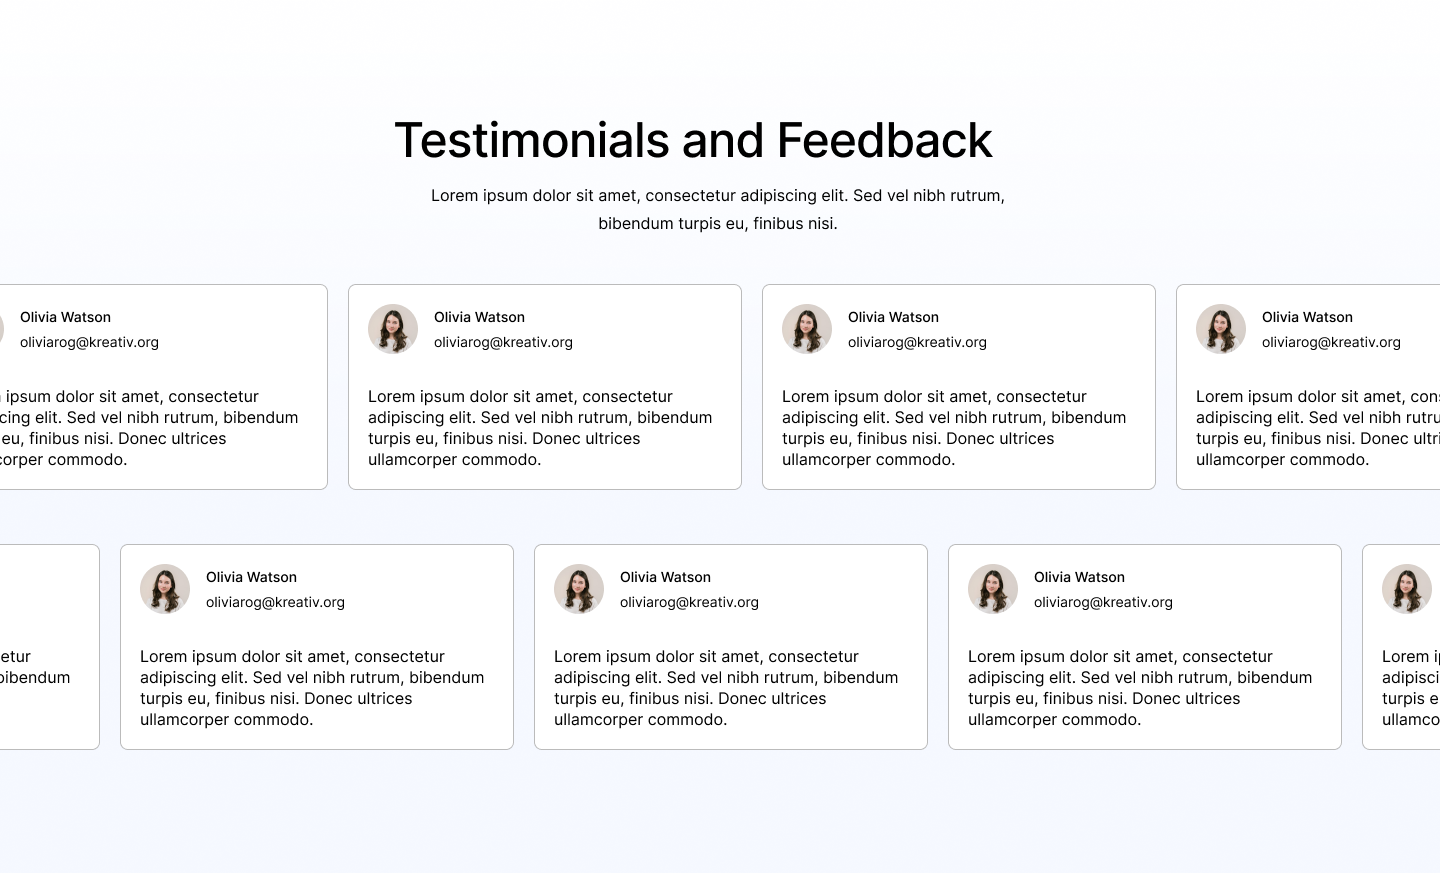 Testimonials and Feedback
Lorem ipsum dolor sit amet, consectetur adipiscing elit. Sed vel nibh rutrum,
bibendum turpis eu, finibus nisi.
Olivia Watson
oliviarog@kreativ.org
ipsum dolor sit amet, consectetur
cing elit. Sed vel nibh rutrum, bibendum
eu, finibus nisi. Donec ultrices
corper commodo.
Olivia Watson
oliviarog@kreativ.org
Lorem ipsum dolor sit amet, consectetur
adipiscing elit. Sed vel nibh rutrum, bibendum
turpis eu, finibus nisi. Donec ultrices
ullamcorper commodo.
Olivia Watson
oliviarog@kreativ.org
Lorem ipsum dolor sit amet, consectetur
adipiscing elit. Sed vel nibh rutrum, bibendum
turpis eu, finibus nisi. Donec ultrices
ullamcorper commodo.
Olivia Watson
oliviarog@kreativ.org
Lorem ipsum dolor sit amet, con
adipiscing elit. Sed vel nibh rutru
turpis eu, finibus nisi. Donec ultri
ullamcorper commodo.
etur
bibendum
Olivia Watson
oliviarog@kreativ.org
Lorem ipsum dolor sit amet, consectetur
adipiscing elit. Sed vel nibh rutrum, bibendum
turpis eu, finibus nisi. Donec ultrices
ullamcorper commodo.
Olivia Watson
oliviarog@kreativ.org
Lorem ipsum dolor sit amet, consectetur
adipiscing elit. Sed vel nibh rutrum, bibendum
turpis eu, finibus nisi. Donec ultrices
ullamcorper commodo.
Olivia Watson
oliviarog@kreativ.org
Lorem ipsum dolor sit amet, consectetur
adipiscing elit. Sed vel nibh rutrum, bibendum
turpis eu, finibus nisi. Donec ultrices
ullamcorper commodo.
Lorem i
adipisci
turpis e
ullamco